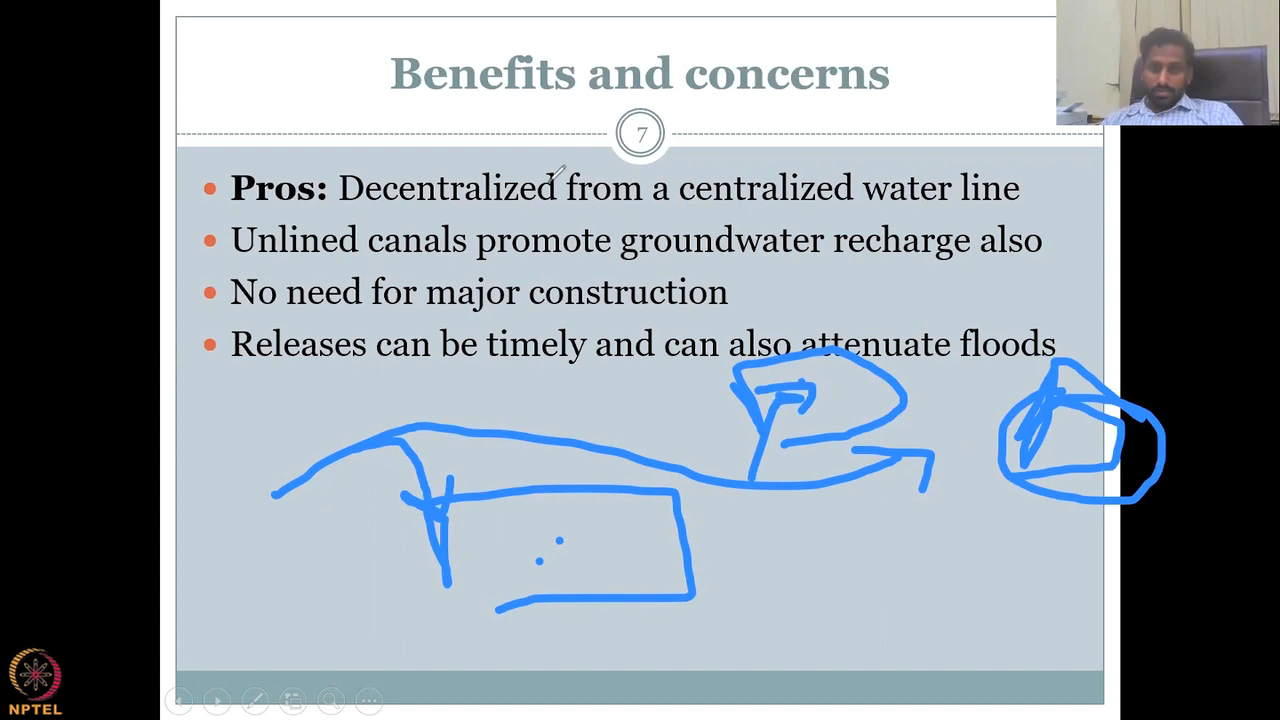 Benefits and concerns
7
Pros: Decentralized from a centralized water line
Unlined canals promote groundwater recharge also
No need for major construction
Releases can be timely and can also attenuate floods
NPTEL